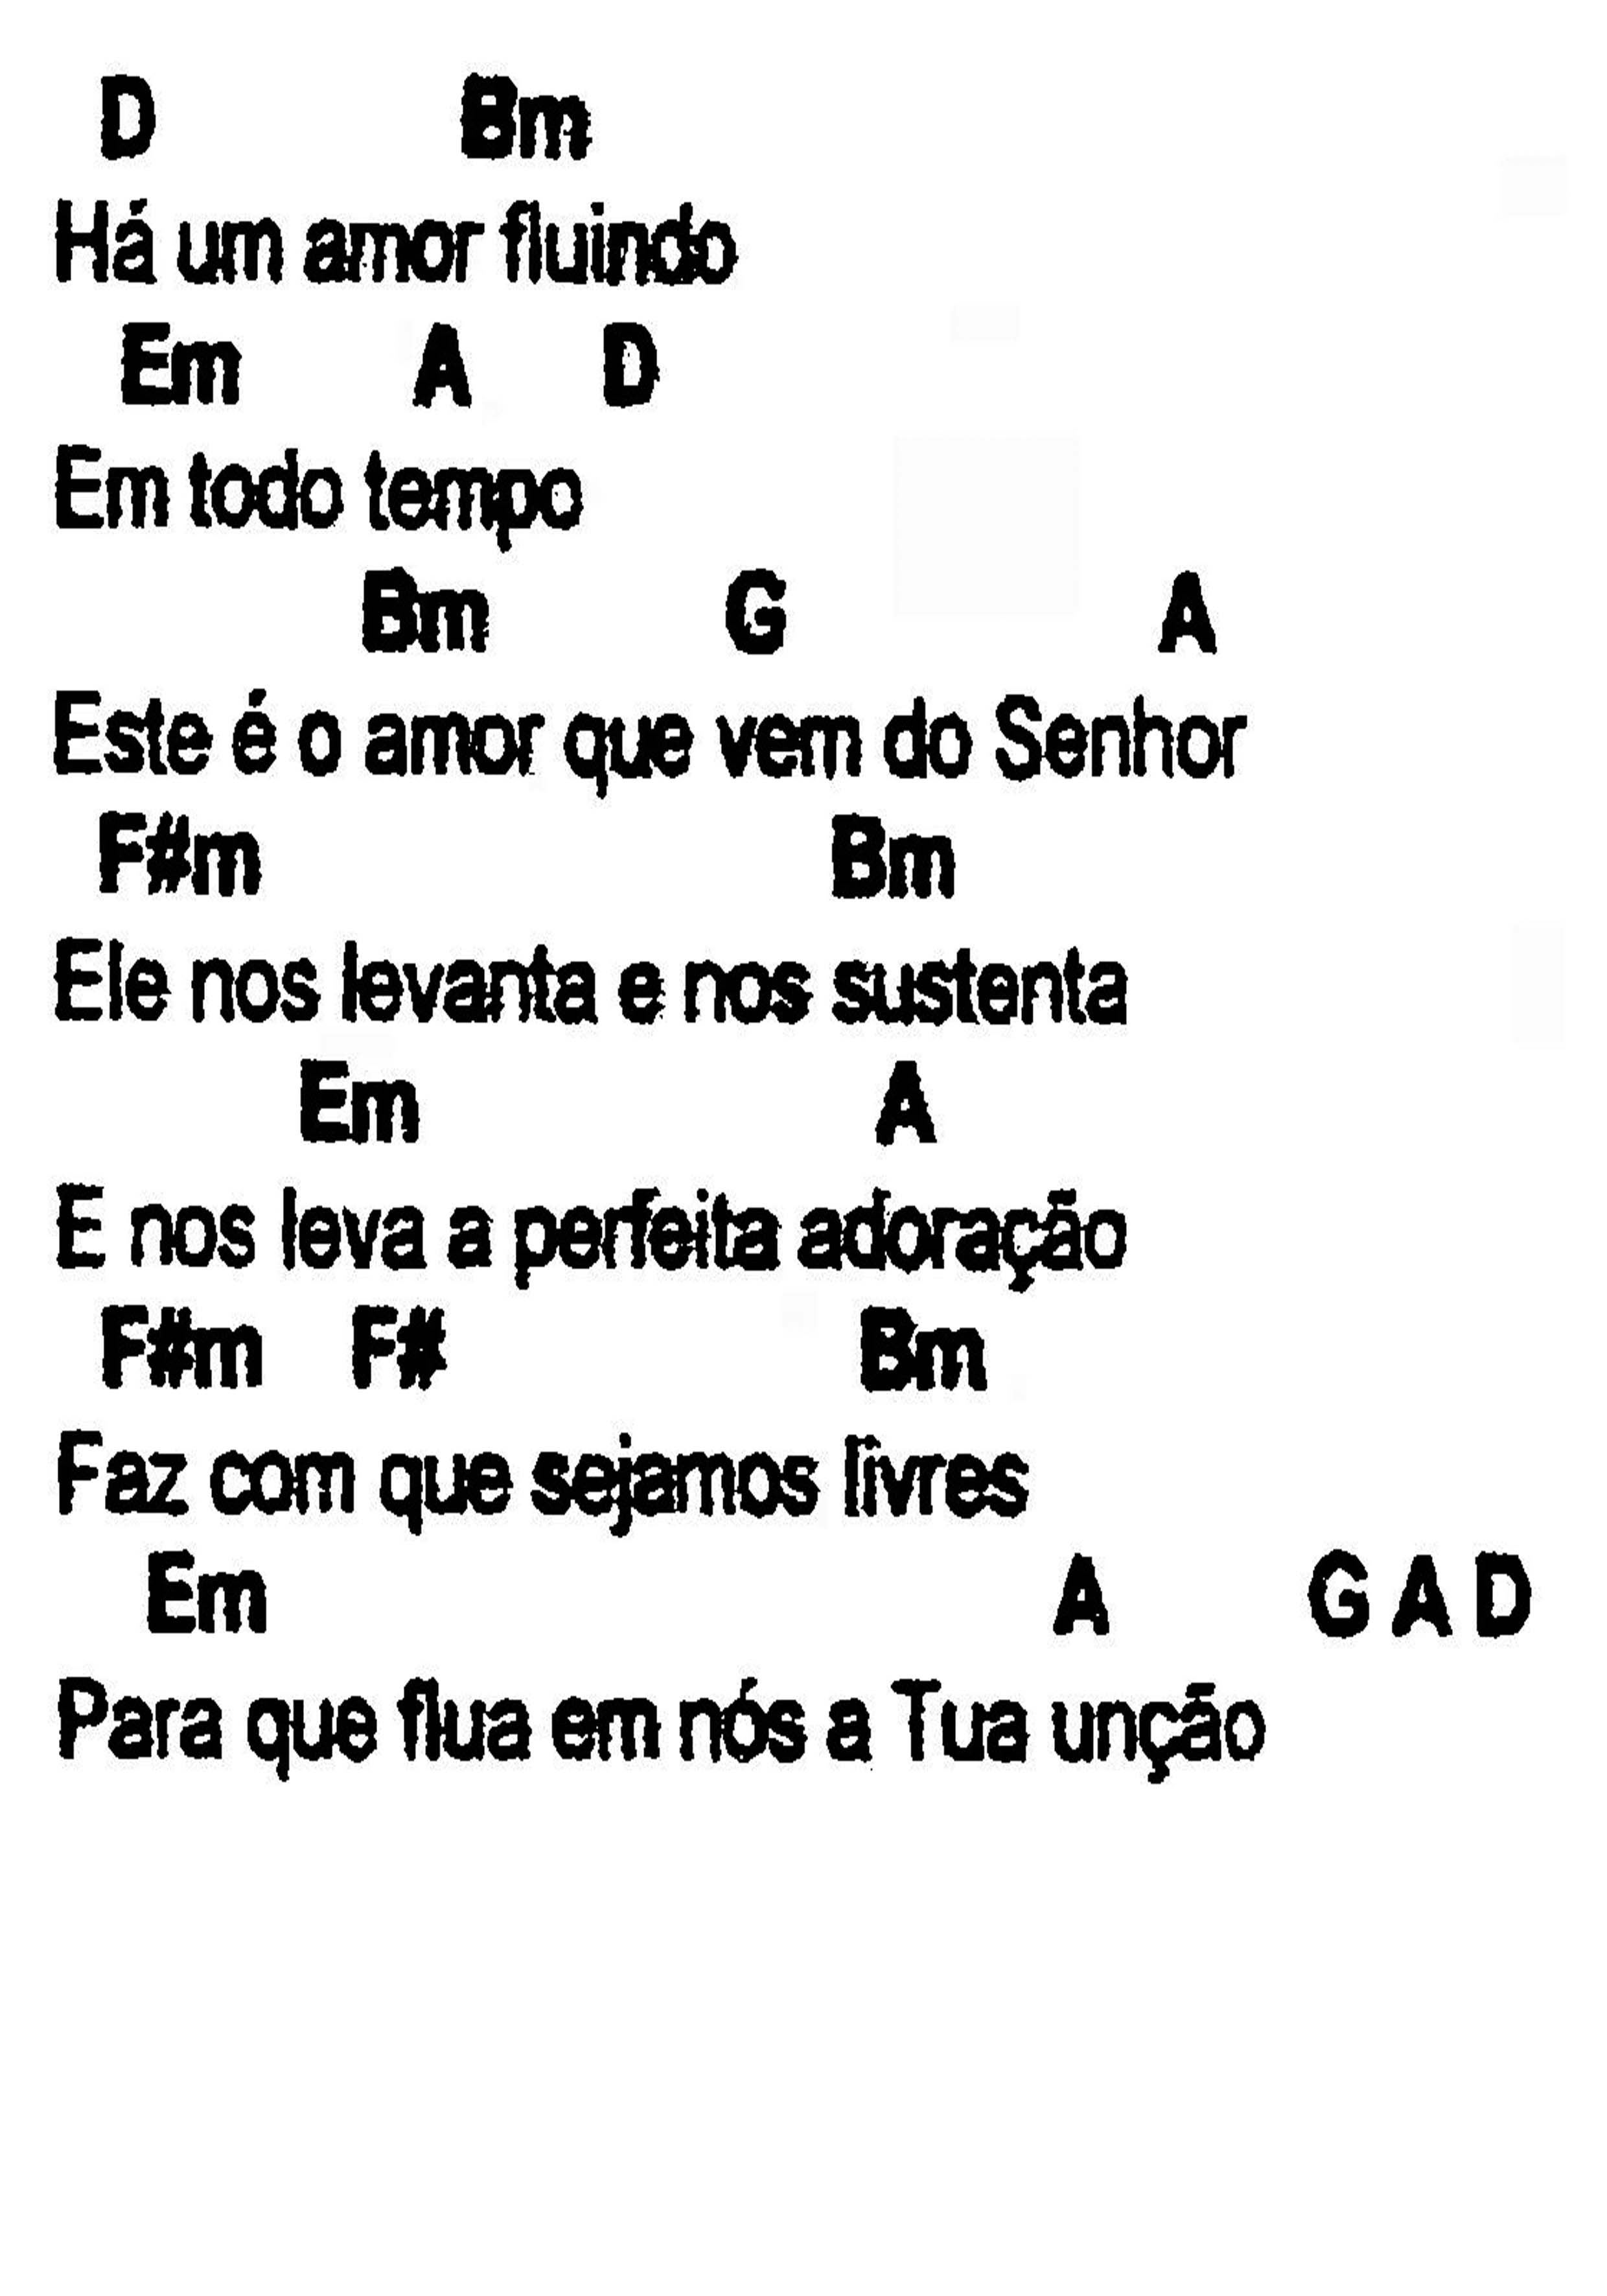 D Bm
Há um amor fluindo
Em A D
Em todo tempo
Bm G A
Este é o amor que vem do Senhor
F#m Bm
Ele nos levanta e nos sustenta
Em A
E nos leva a perfeita adoração
F#m F# Bm
Faz com que sejamos livres
Em A G A D
Para que flua em nós a Tua unção